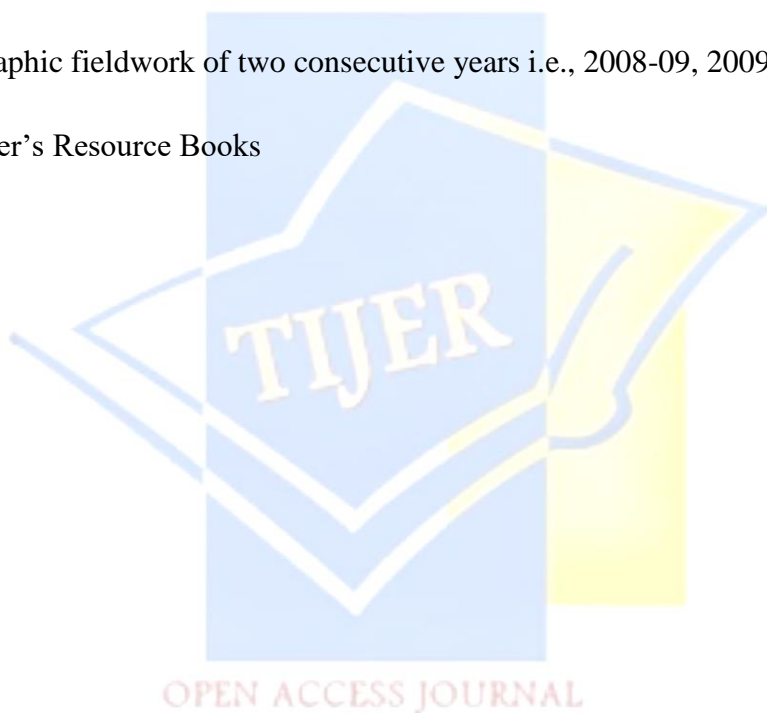 aphic fieldwork of two consecutive years i.e., 2008-09, 2009
er’s Resource Books
TIJER
OPEN ACCESS JOURNAL